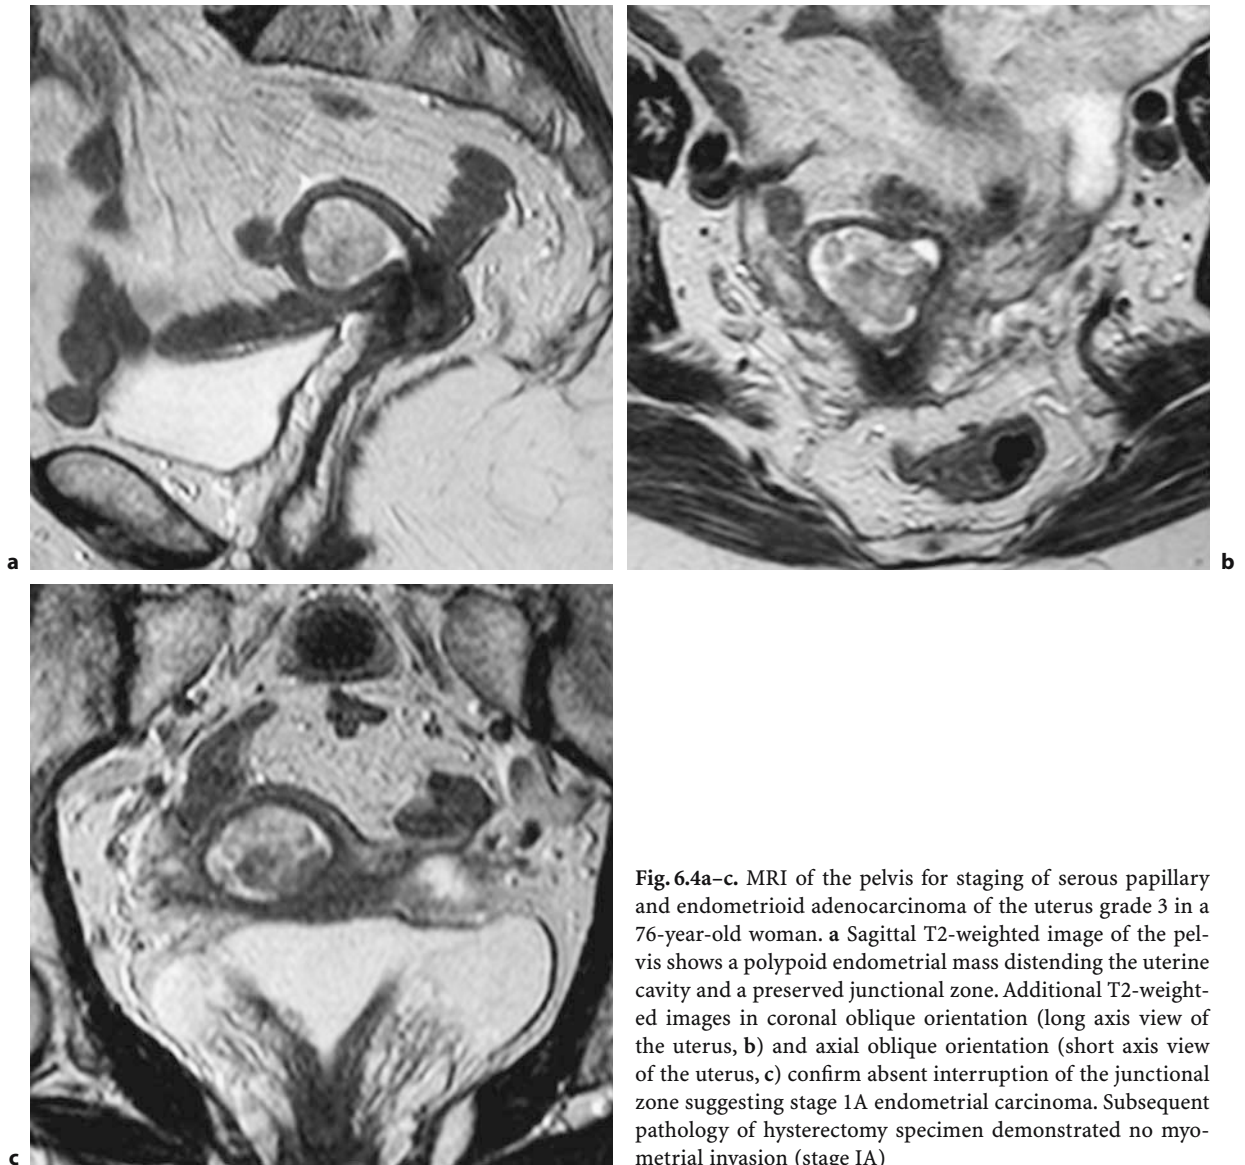 a
b
c
Fig. 6.4a–c. MRI of the pelvis for staging of serous papillary
and endometrioid adenocarcinoma of the uterus grade 3 in a
76-year-old woman. a Sagittal T2-weighted image of the pel-
vis shows a polypoid endometrial mass distending the uterine
cavity and a preserved junctional zone. Additional T2-weight-
ed images in coronal oblique orientation (long axis view of
the uterus, b) and axial oblique orientation (short axis view
of the uterus, c) confirm absent interruption of the junctional
zone suggesting stage 1A endometrial carcinoma. Subsequent
pathology of hysterectomy specimen demonstrated no myo-
metrial invasion (stage IA)